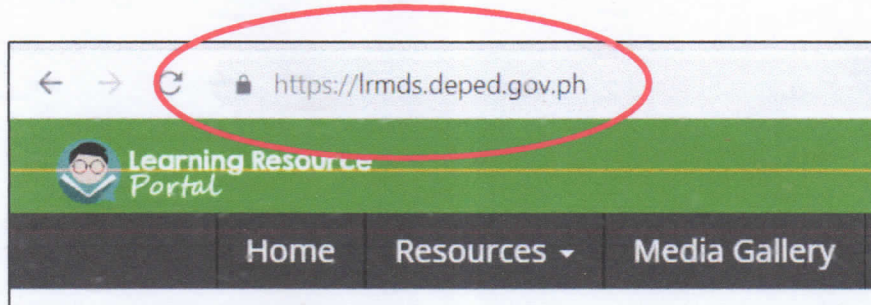 https://lrmds.deped.gov.ph
Learning Resource
Portal
Home Resources Media Gallery